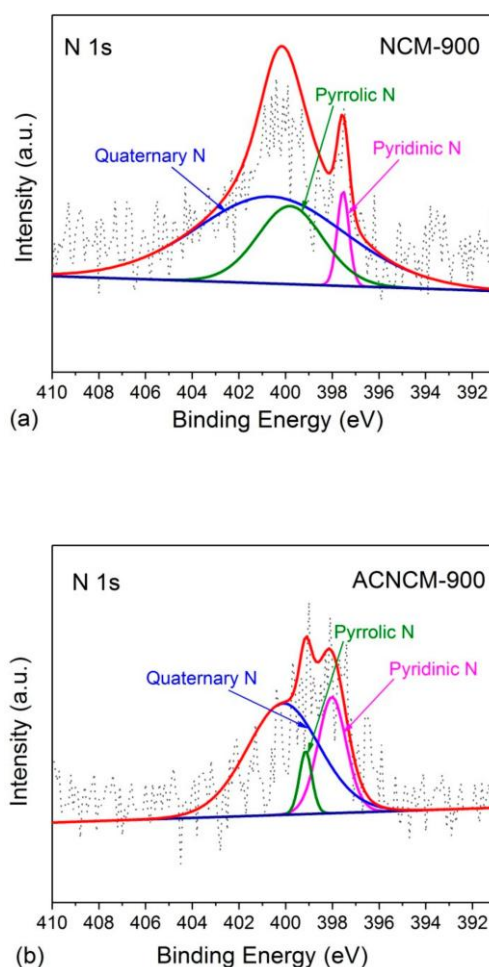 N 1s
NCM-900
Pyrrolic N
Quaternary N
Pyridinic N
Intensity (a.u.)
410 408 406 404 402 400 398 396 394 392
Binding Energy (eV)
(a)
N 1s
ACNCM-900
Pyrrolic N
Quaternary N
Pyridinic N
Intensity (a.u.)
410 408 406 404 402 400 398 396 394 392
Binding Energy (eV)
(b)